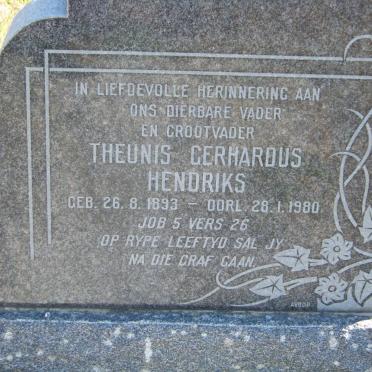 IN LIEFDEVOLLE HERINNERING AAN
ONS DIERBARE VADER
EN GROOTVADER
THEUNIS GERHARDUS
HENDRIKS
GEB. 26.8.1893 – OORL. 28.1.1980
JOB 5 VERS 26
OP RYPE LEEFTYD SAL JY
NA DIE GRAF GAAN